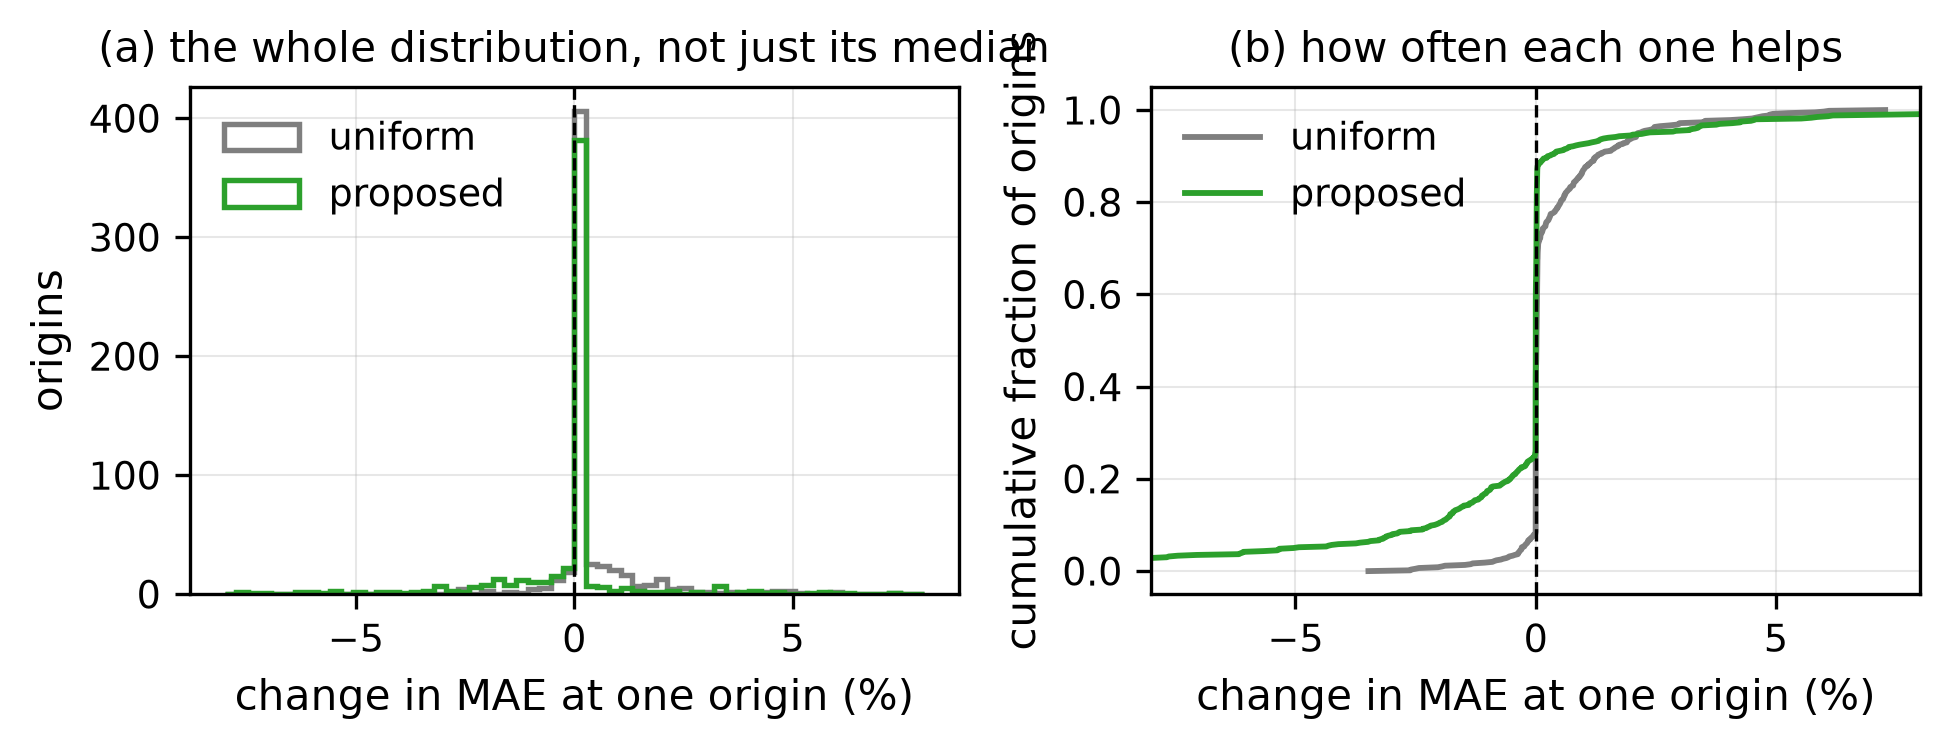 (a) the whole distribution, not just its median
400
300
200
100
0
origins
uniform
proposed
−5
0
5
change in MAE at one origin (%)
(b) how often each one helps
1.0
0.8
0.6
0.4
0.2
0.0
cumulative fraction of origins
uniform
proposed
−5
0
5
change in MAE at one origin (%)